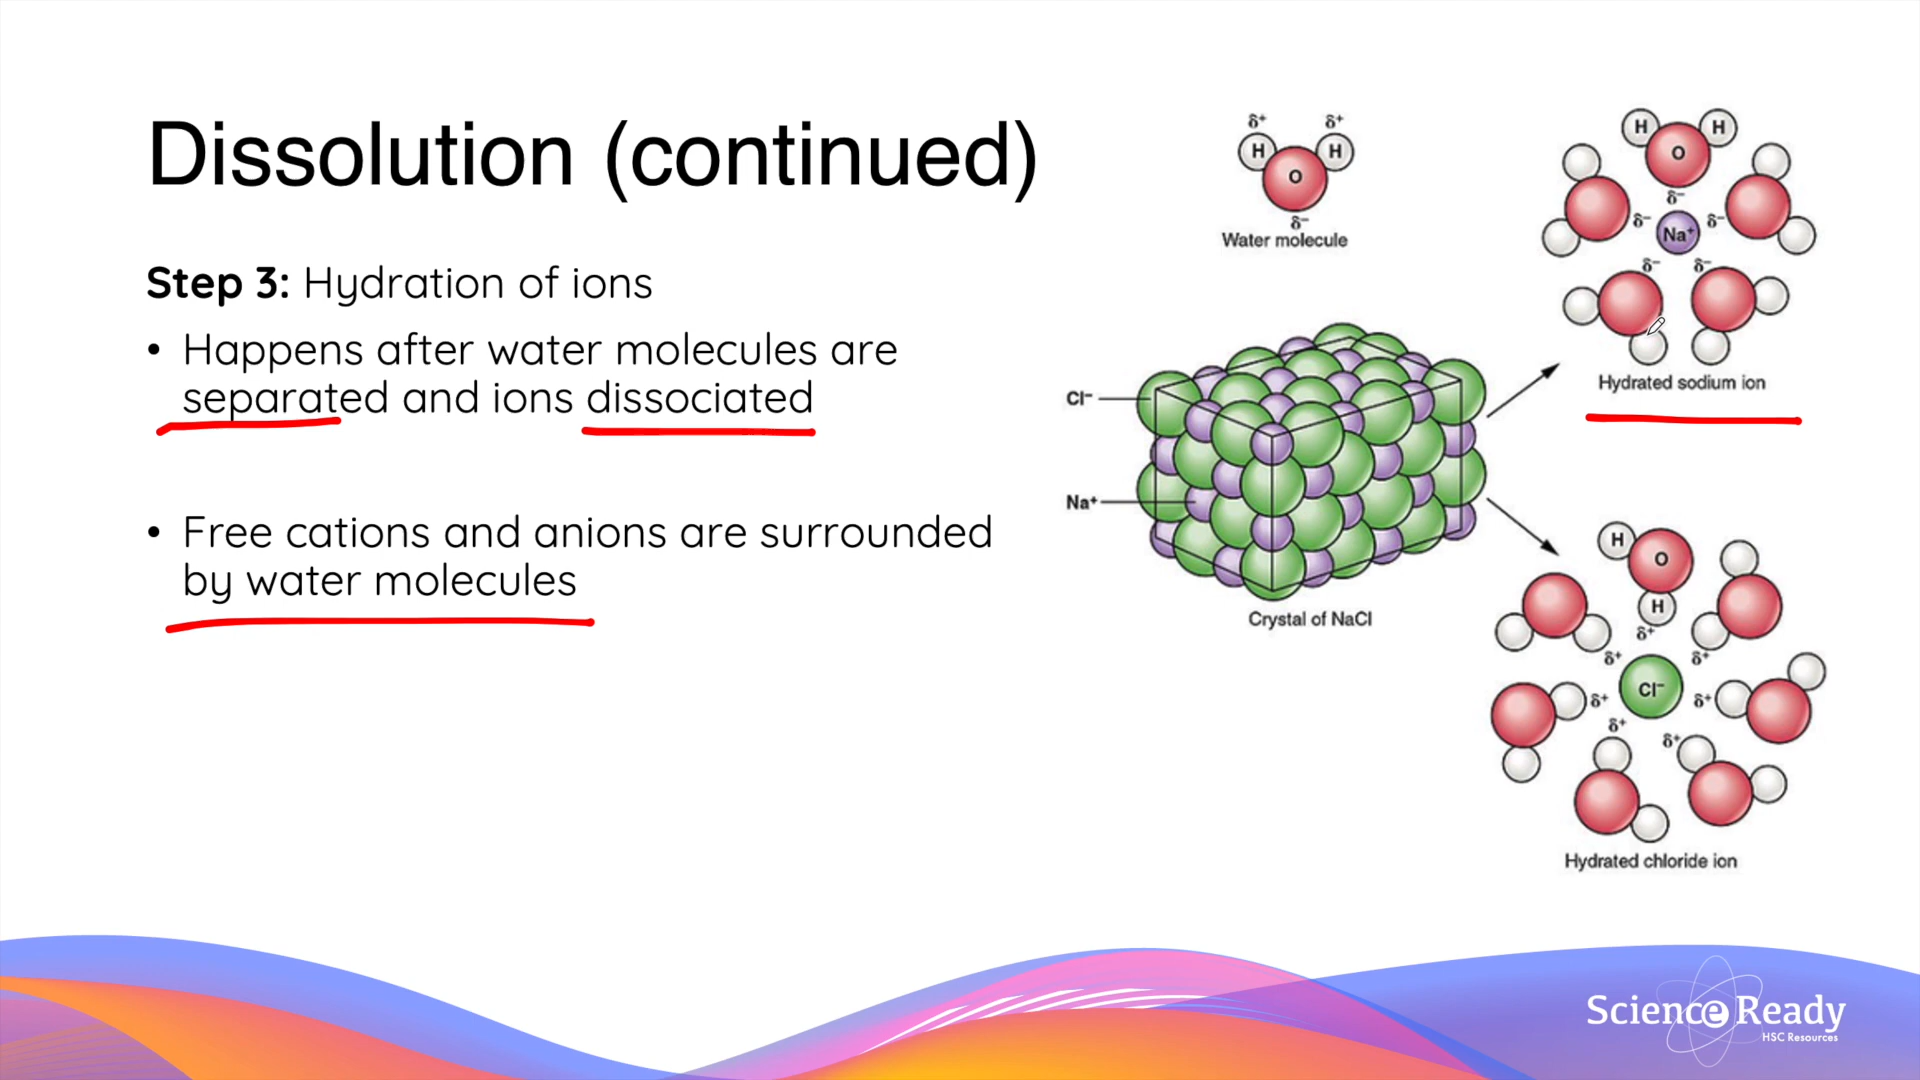 Dissolution (continued)
Step 3: Hydration of ions
• Happens after water molecules are
separated and ions dissociated
• Free cations and anions are surrounded
by water molecules
δ+ δ+
H H
O
δ−
Water molecule
H H
O
δ−
δ− δ−
Na+
δ− δ−
Hydrated sodium ion
Cl−
Na+
Crystal of NaCl
H
O
H
δ+
δ+ δ+
Cl−
δ+ δ+
δ+
δ+
Hydrated chloride ion
Science Ready
HSC Resources